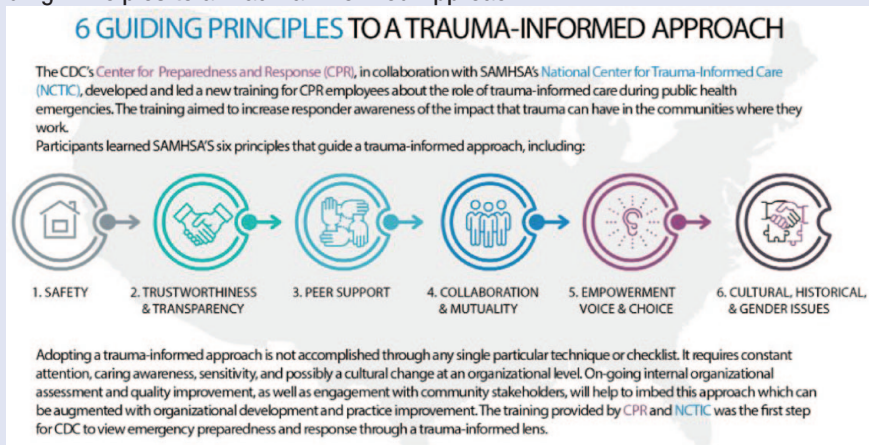 6 GUIDING PRINCIPLES TO A TRAUMA-INFORMED APPROACH
The CDC's Center for Preparedness and Response (CPR), in collaboration with SAMHSA's National Center for Trauma-Informed Care
(NCTIC), developed and led a new training for CPR employees about the role of trauma-informed care during public health
emergencies. The training aimed to increase responder awareness of the impact that trauma can have in the communities where they
work.
Participants learned SAMHSA'S six principles that guide a trauma-informed approach, including:
1. SAFETY
2. TRUSTWORTHINESS
& TRANSPARENCY
3. PEER SUPPORT
4. COLLABORATION
& MUTUALITY
5. EMPOWERMENT
VOICE & CHOICE
6. CULTURAL, HISTORICAL,
& GENDER ISSUES
Adopting a trauma-informed approach is not accomplished through any single particular technique or checklist. It requires constant
attention, caring awareness, sensitivity, and possibly a cultural change at an organizational level. On-going internal organizational
assessment and quality improvement, as well as engagement with community stakeholders, will help to imbed this approach which can
be augmented with organizational development and practice improvement. The training provided by CPR and NCTIC was the first step
for CDC to view emergency preparedness and response through a trauma-informed lens.